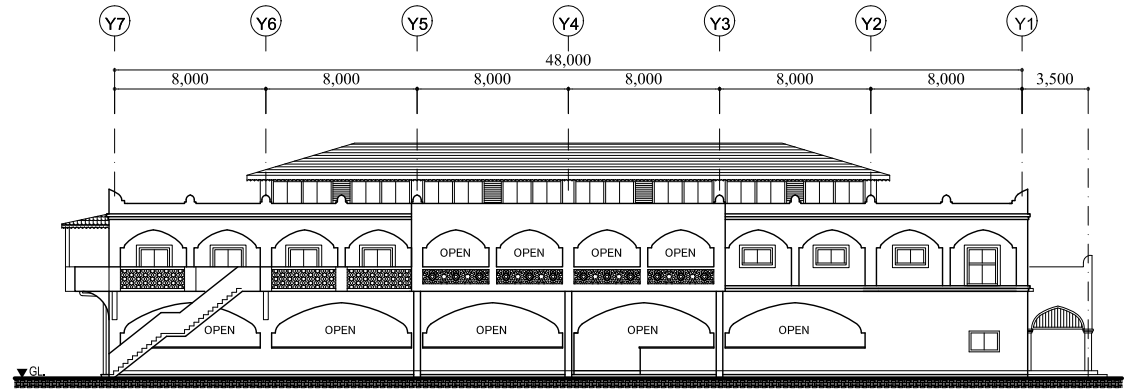 Y7 Y6 Y5 Y4 Y3 Y2 Y1
48,000
8,000 8,000 8,000 8,000 8,000 8,000 3,500
OPEN OPEN OPEN OPEN
OPEN OPEN OPEN OPEN OPEN
GL.